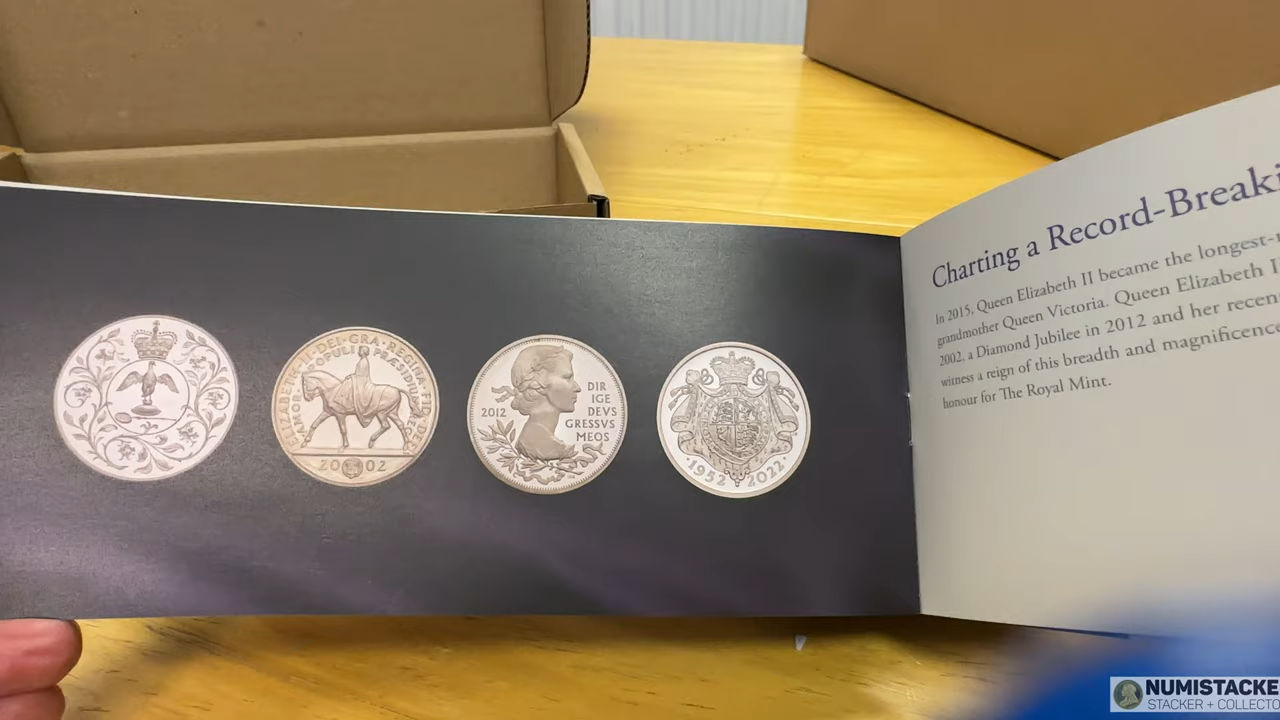 ELIZABETH·II·DEI·GRA·REGINA·FID·DEF
AMOR POPULI PRAESIDIUM REG
2002
2012
DIR
IGE
DEVS
GRESSVS
MEOS
·1952 2022·
Charting a Record-Breaki
In 2015, Queen Elizabeth II became the longest-
grandmother Queen Victoria. Queen Elizabeth I
2002, a Diamond Jubilee in 2012 and her recen
witness a reign of this breadth and magnificenc
honour for The Royal Mint.
NUMISTACKE
STACKER + COLLECTO